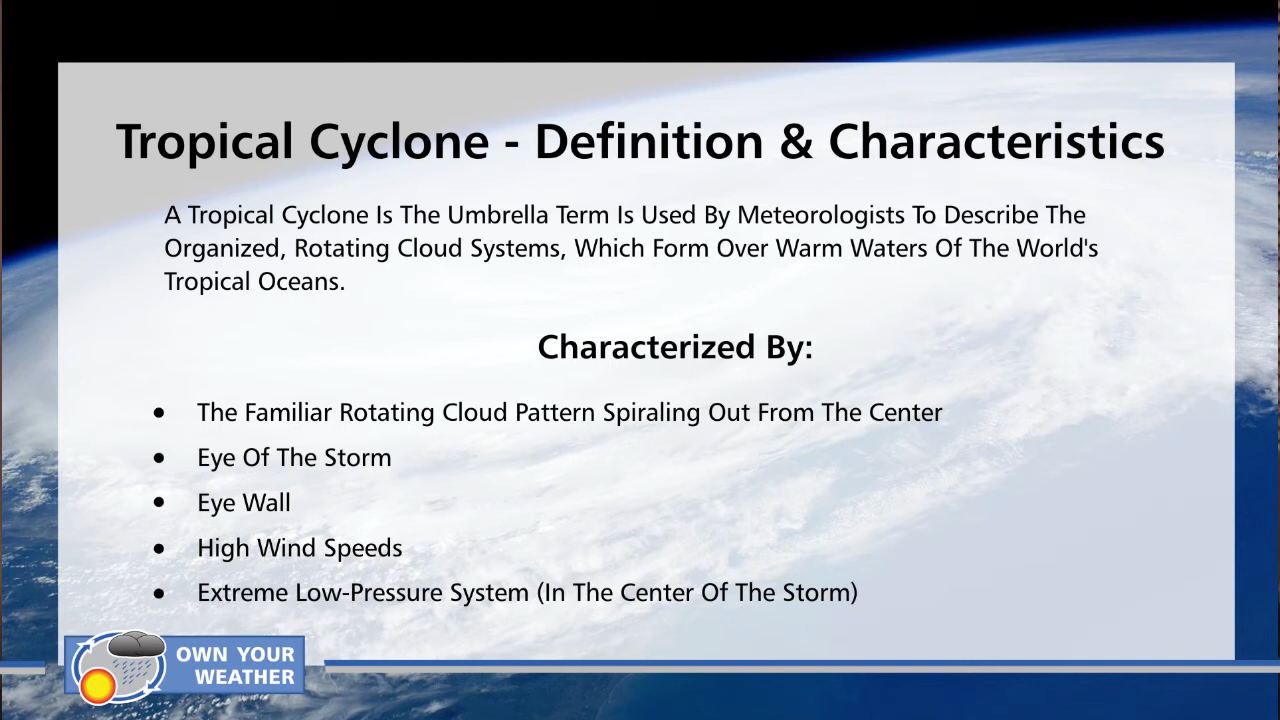 Tropical Cyclone - Definition & Characteristics
A Tropical Cyclone Is The Umbrella Term Is Used By Meteorologists To Describe The
Organized, Rotating Cloud Systems, Which Form Over Warm Waters Of The World's
Tropical Oceans.
Characterized By:
• The Familiar Rotating Cloud Pattern Spiraling Out From The Center
• Eye Of The Storm
• Eye Wall
• High Wind Speeds
• Extreme Low-Pressure System (In The Center Of The Storm)
OWN YOUR
WEATHER